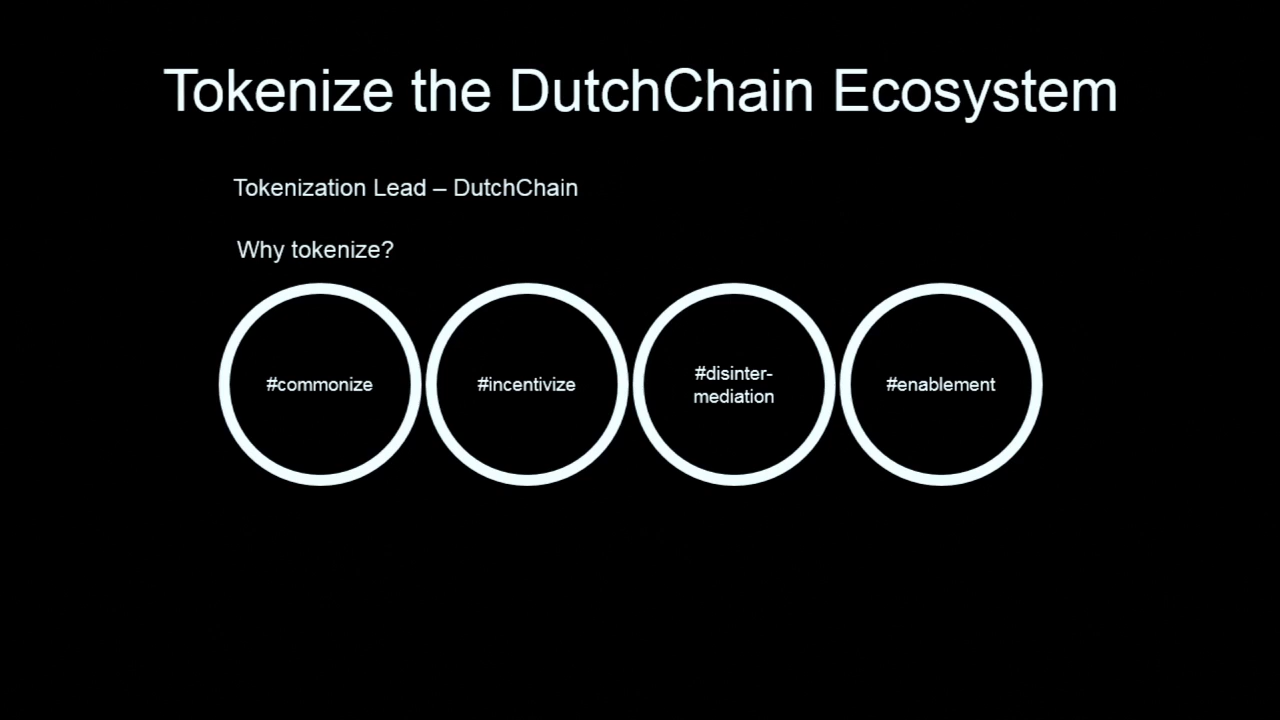 Tokenize the DutchChain Ecosystem
Tokenization Lead – DutchChain
Why tokenize?
#commonize
#incentivize
#disinter-
mediation
#enablement